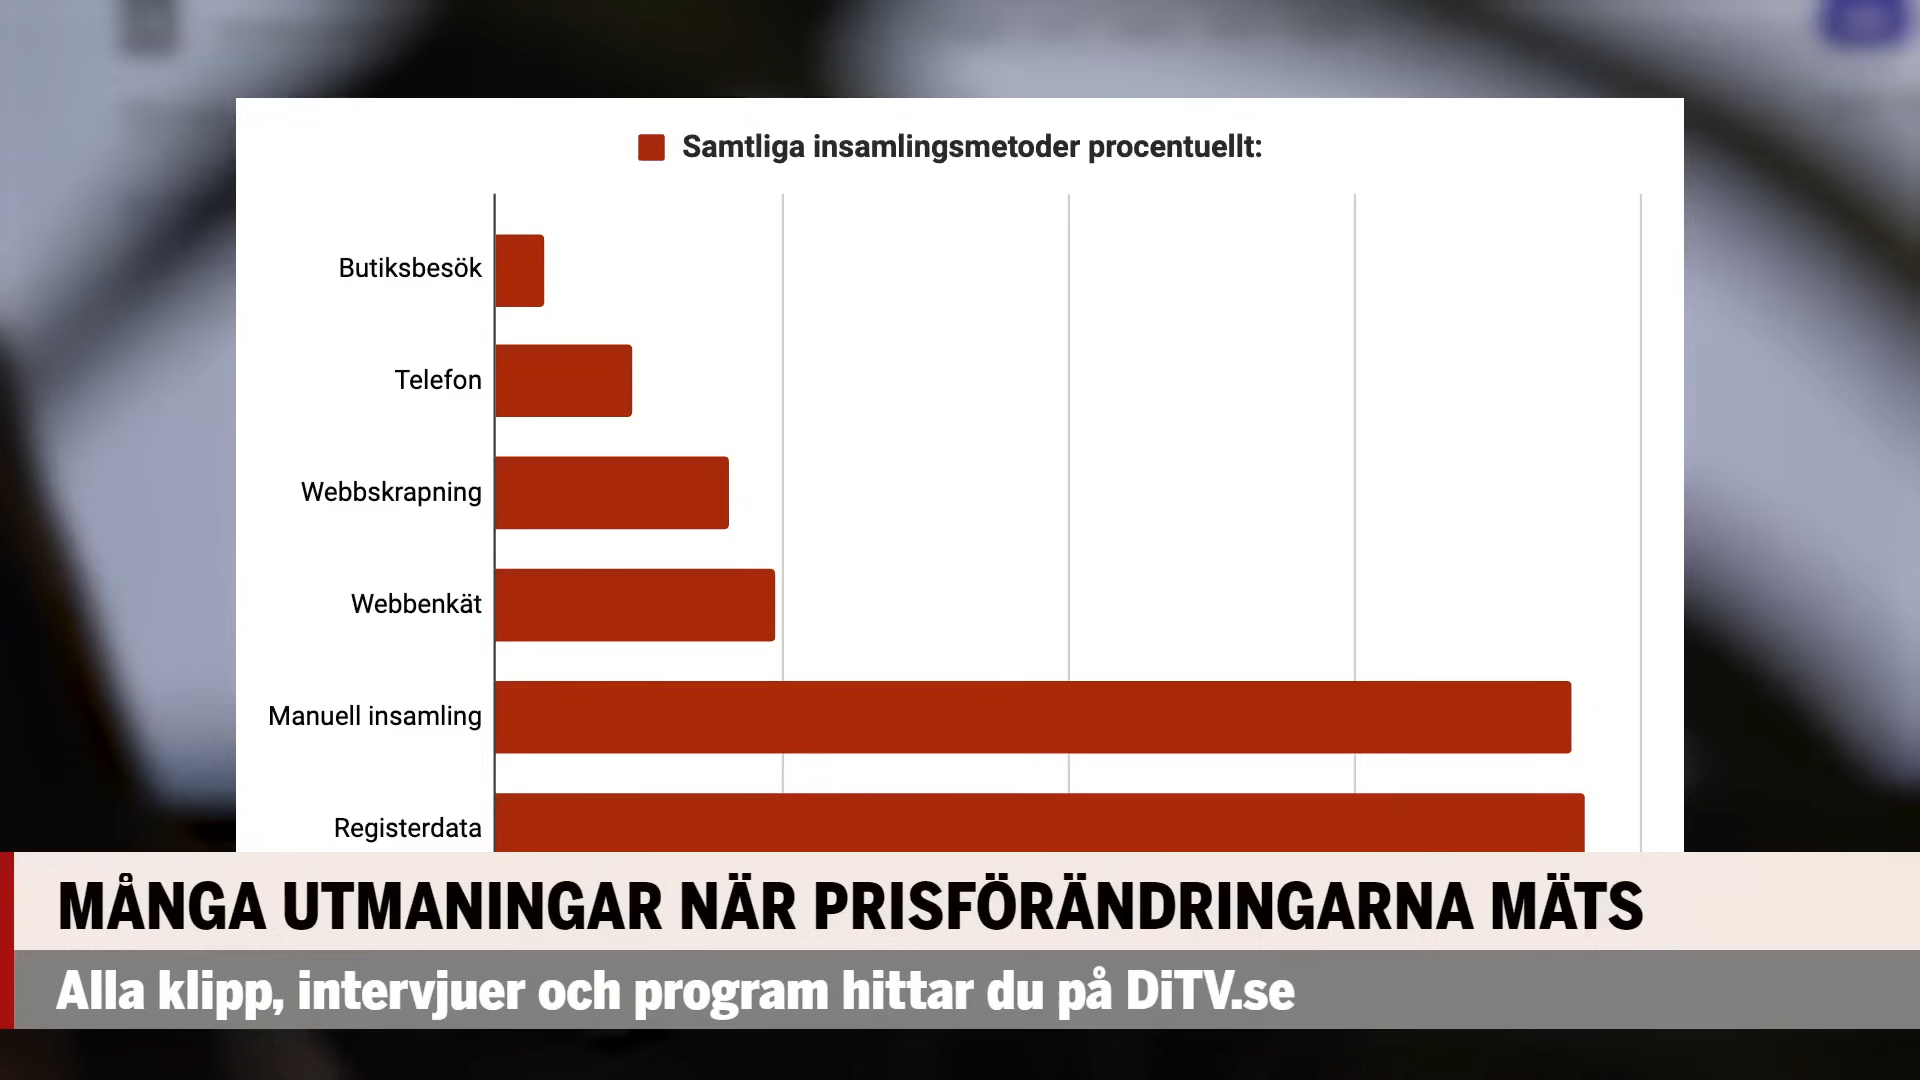 Samtliga insamlingsmetoder procentuellt:
Butiksbesök
Telefon
Webbskrapning
Webbenkät
Manuell insamling
Registerdata
MÅNGA UTMANINGAR NÄR PRISFÖRÄNDRINGARNA MÄTS
Alla klipp, intervjuer och program hittar du på DiTV.se